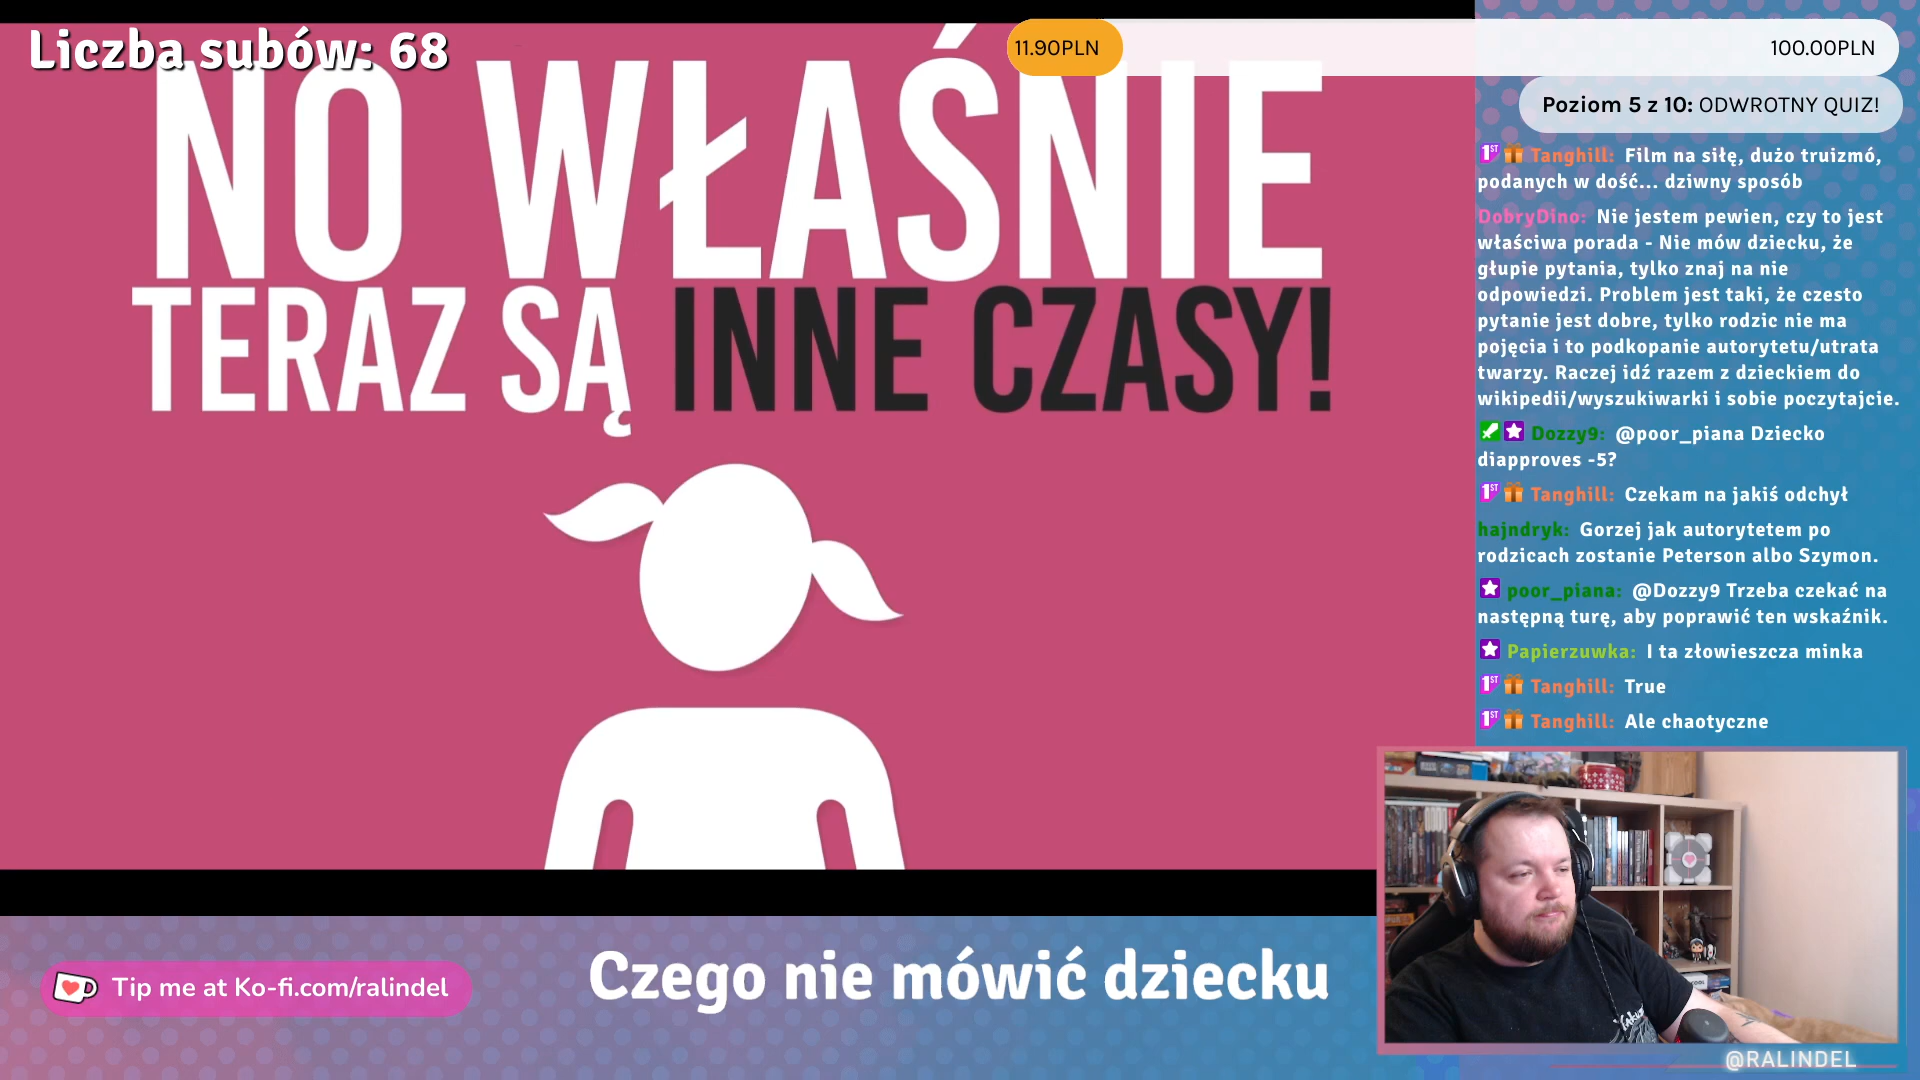 Liczba subów: 68
11.90PLN
100.00PLN
NO WŁAŚNIE
TERAZ SĄ INNE CZASY!
Poziom 5 z 10: ODWROTNY QUIZ!
1ST Tanghill: Film na siłę, dużo truizmó,
podanych w dość... dziwny sposób
DobryDino: Nie jestem pewien, czy to jest
właściwa porada - Nie mów dziecku, że
głupie pytania, tylko znaj na nie
odpowiedzi. Problem jest taki, że czesto
pytanie jest dobre, tylko rodzic nie ma
pojęcia i to podkopanie autorytetu/utrata
twarzy. Raczej idź razem z dzieckiem do
wikipedii/wyszukiwarki i sobie poczytajcie.
Dozzy9: @poor_piana Dziecko
diapproves -5?
1ST Tanghill: Czekam na jakiś odchył
hajndryk: Gorzej jak autorytetem po
rodzicach zostanie Peterson albo Szymon.
poor_piana: @Dozzy9 Trzeba czekać na
następną turę, aby poprawić ten wskaźnik.
Papierzuwka: I ta złowieszcza minka
1ST Tanghill: True
1ST Tanghill: Ale chaotyczne
Tip me at Ko-fi.com/ralindel
Czego nie mówić dziecku
@RALINDEL